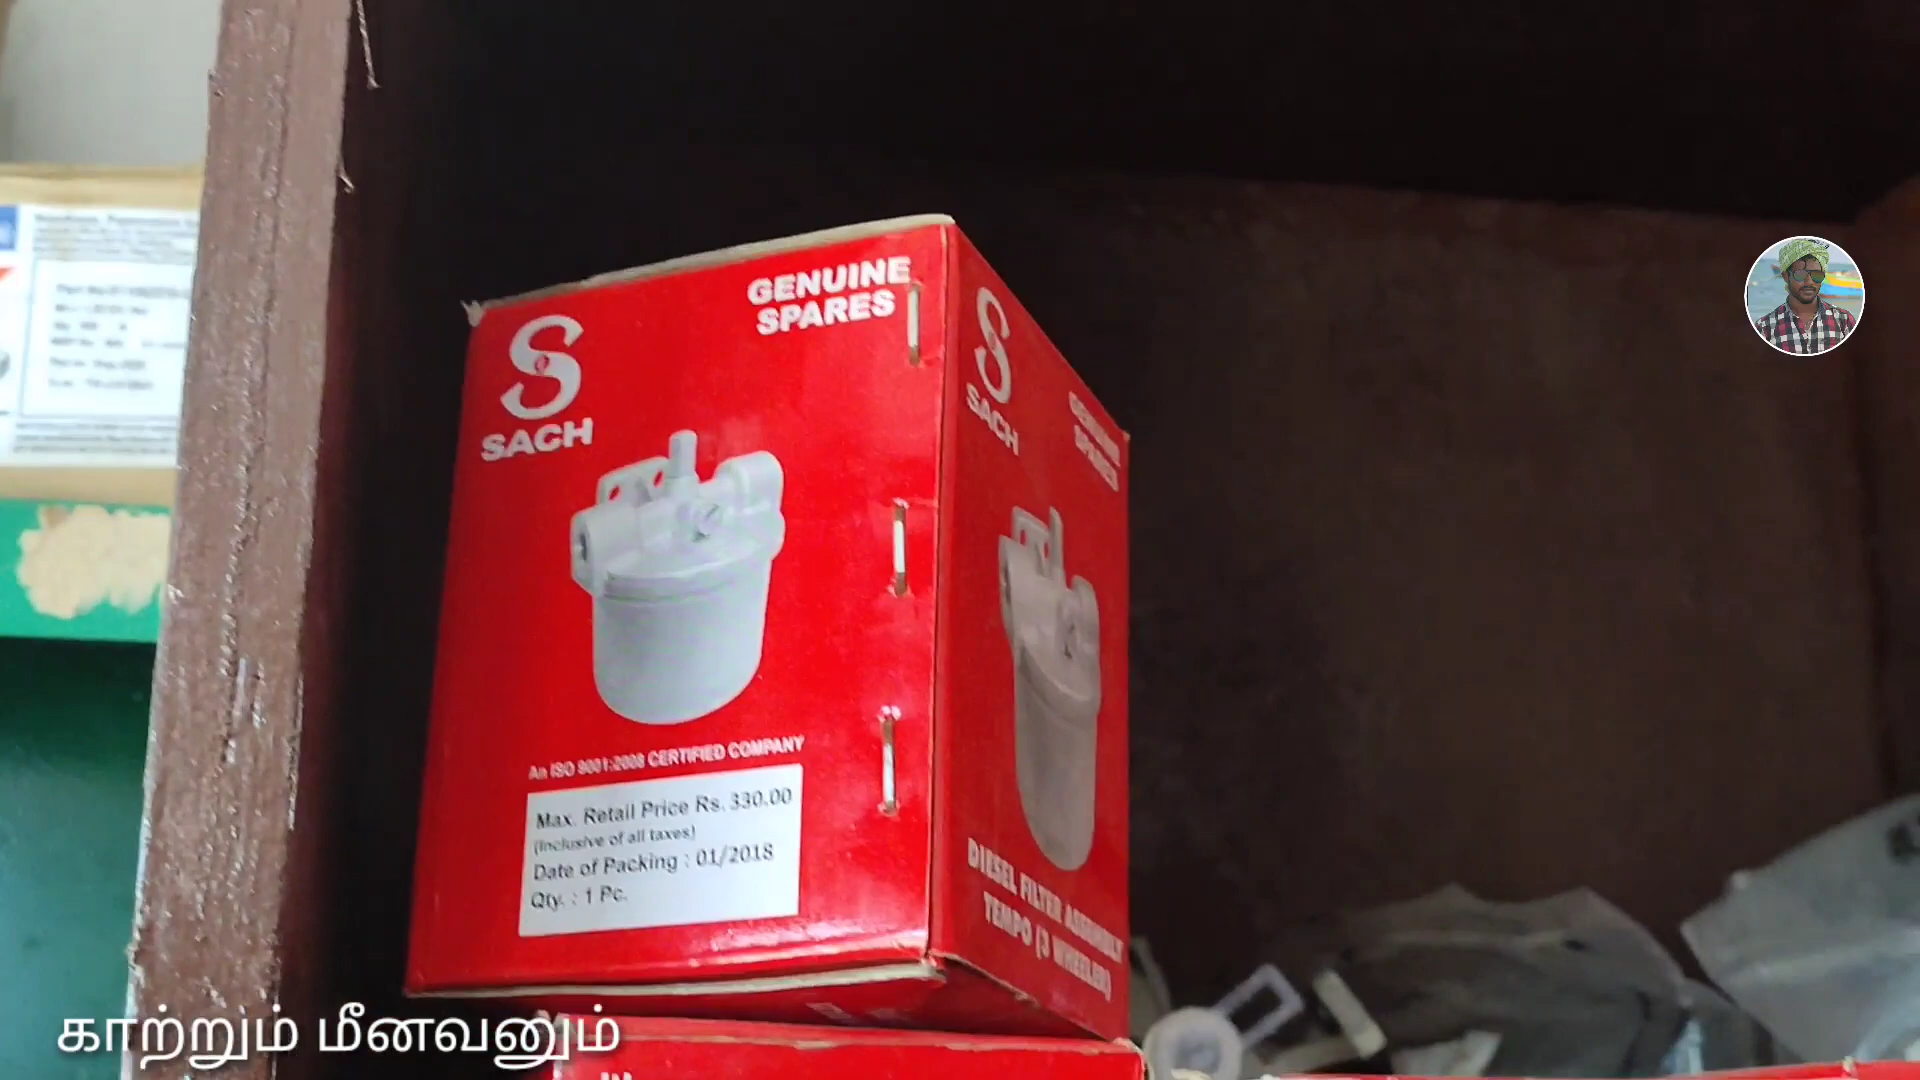 GENUINE
SPARES
SACH
SACH
GENUINE
SPARES
An ISO 9001:2008 CERTIFIED COMPANY
Max. Retail Price Rs. 330.00
(Inclusive of all taxes)
Date of Packing : 01/2018
Qty. : 1 Pc.
DIESEL FILTER ASSEMBLY
TEMPO (3 WHEELER)
காற்றும் மீனவனும்